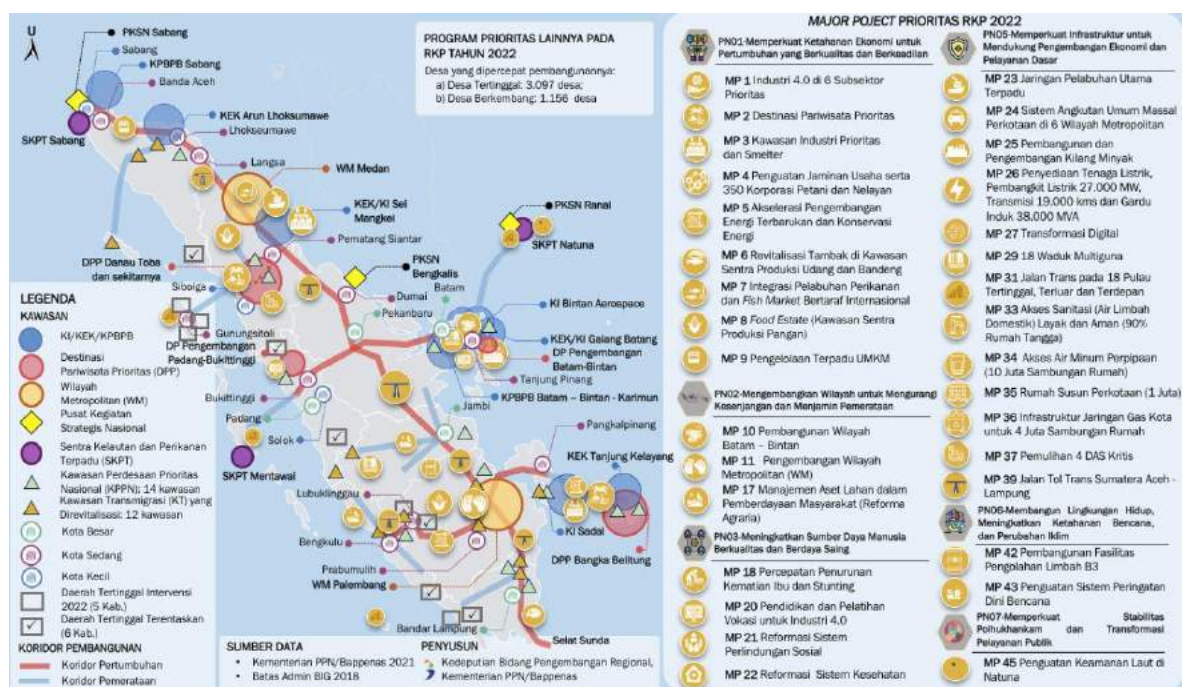 U
PKSN Sabang
Sabang
KPBPB Sabang
Banda Aceh
SKPT Sabang
KEK Arun Lhoksumawe
Lhokseumawe
Langsa
WM Medan
KEK/KI Sei
Mangkei
Pematang Siantar
DPP Danau Toba
dan sekitarnya
Sibolga
PKSN
Bengkalis
Dumai
Batam
Pekanbaru
Gunungsitoli
DP Pengembangan
Padang-Bukittinggi
Bukittinggi
Padang
Solok
SKPT Mentawai
PKSN Ranai
SKPT Natuna
KI Bintan Aerospace
KEK/KI Galang Batang
DP Pengembangan
Batam-Bintan
Tanjung Pinang
KPBPB Batam – Bintan - Karimun
Jambi
Pangkalpinang
KEK Tanjung Kelayang
KI Sadai
DPP Bangka Belitung
Lubuklinggau
Bengkulu
Prabumulih
WM Palembang
Bandar Lampung
Selat Sunda
PROGRAM PRIORITAS LAINNYA PADA
RKP TAHUN 2022
Desa yang dipercepat pembangunannya:
a) Desa Tertinggal: 3.097 desa;
b) Desa Berkembang: 1.156 desa
LEGENDA
KAWASAN
KI/KEK/KPBPB
Destinasi
Pariwisata Prioritas (DPP)
Wilayah
Metropolitan (WM)
Pusat Kegiatan
Strategis Nasional
Sentra Kelautan dan Perikanan
Terpadu (SKPT)
Kawasan Perdesaan Prioritas
Nasional (KPPN): 14 kawasan
Kawasan Transmigrasi (KT) yang
Direvitalisasi: 12 kawasan
Kota Besar
Kota Sedang
Kota Kecil
Daerah Tertinggal Intervensi
2022 (5 Kab.)
Daerah Tertinggal Terentaskan
(6 Kab.)
KORIDOR PEMBANGUNAN
Koridor Pertumbuhan
Koridor Pemerataan
SUMBER DATA
• Kementerian PPN/Bappenas 2021
• Batas Admin BIG 2018
PENYUSUN
Kedeputian Bidang Pengembangan Regional,
Kementerian PPN/Bappenas
MAJOR POJECT PRIORITAS RKP 2022
PN01-Memperkuat Ketahanan Ekonomi untuk
Pertumbuhan yang Berkualitas dan Berkeadilan
MP 1 Industri 4.0 di 6 Subsektor
Prioritas
MP 2 Destinasi Pariwisata Prioritas
MP 3 Kawasan Industri Prioritas
dan Smelter
MP 4 Penguatan Jaminan Usaha serta
350 Korporasi Petani dan Nelayan
MP 5 Akselerasi Pengembangan
Energi Terbarukan dan Konservasi
Energi
MP 6 Revitalisasi Tambak di Kawasan
Sentra Produksi Udang dan Bandeng
MP 7 Integrasi Pelabuhan Perikanan
dan Fish Market Bertaraf Internasional
MP 8 Food Estate (Kawasan Sentra
Produksi Pangan)
MP 9 Pengelolaan Terpadu UMKM
PN02-Mengembangkan Wilayah untuk Mengurangi
Kesenjangan dan Menjamin Pemerataan
MP 10 Pembangunan Wilayah
Batam – Bintan
MP 11 Pengembangan Wilayah
Metropolitan (WM)
MP 17 Manajemen Aset Lahan dalam
Pemberdayaan Masyarakat (Reforma
Agraria)
PN03-Meningkatkan Sumber Daya Manusia
Berkualitas dan Berdaya Saing
MP 18 Percepatan Penurunan
Kematian Ibu dan Stunting
MP 20 Pendidikan dan Pelatihan
Vokasi untuk Industri 4.0
MP 21 Reformasi Sistem
Perlindungan Sosial
MP 22 Reformasi Sistem Kesehatan
PN05-Memperkuat Infrastruktur untuk
Mendukung Pengembangan Ekonomi dan
Pelayanan Dasar
MP 23 Jaringan Pelabuhan Utama
Terpadu
MP 24 Sistem Angkutan Umum Massal
Perkotaan di 6 Wilayah Metropolitan
MP 25 Pembangunan dan
Pengembangan Kilang Minyak
MP 26 Penyediaan Tenaga Listrik,
Pembangkit Listrik 27.000 MW,
Transmisi 19.000 kms dan Gardu
Induk 38.000 MVA
MP 27 Transformasi Digital
MP 29 18 Waduk Multiguna
MP 31 Jalan Trans pada 18 Pulau
Tertinggal, Terluar dan Terdepan
MP 33 Akses Sanitasi (Air Limbah
Domestik) Layak dan Aman (90%
Rumah Tangga)
MP 34 Akses Air Minum Perpipaan
(10 Juta Sambungan Rumah)
MP 35 Rumah Susun Perkotaan (1 Juta)
MP 36 Infrastruktur Jaringan Gas Kota
untuk 4 Juta Sambungan Rumah
MP 37 Pemulihan 4 DAS Kritis
MP 39 Jalan Tol Trans Sumatera Aceh -
Lampung
PN06-Membangun Lingkungan Hidup,
Meningkatkan Ketahanan Bencana,
dan Perubahan Iklim
MP 42 Pembangunan Fasilitas
Pengolahan Limbah B3
MP 43 Penguatan Sistem Peringatan
Dini Bencana
PN07-Memperkuat Stabilitas
Polhukhankam dan Transformasi
Pelayanan Publik
MP 45 Penguatan Keamanan Laut di
Natuna